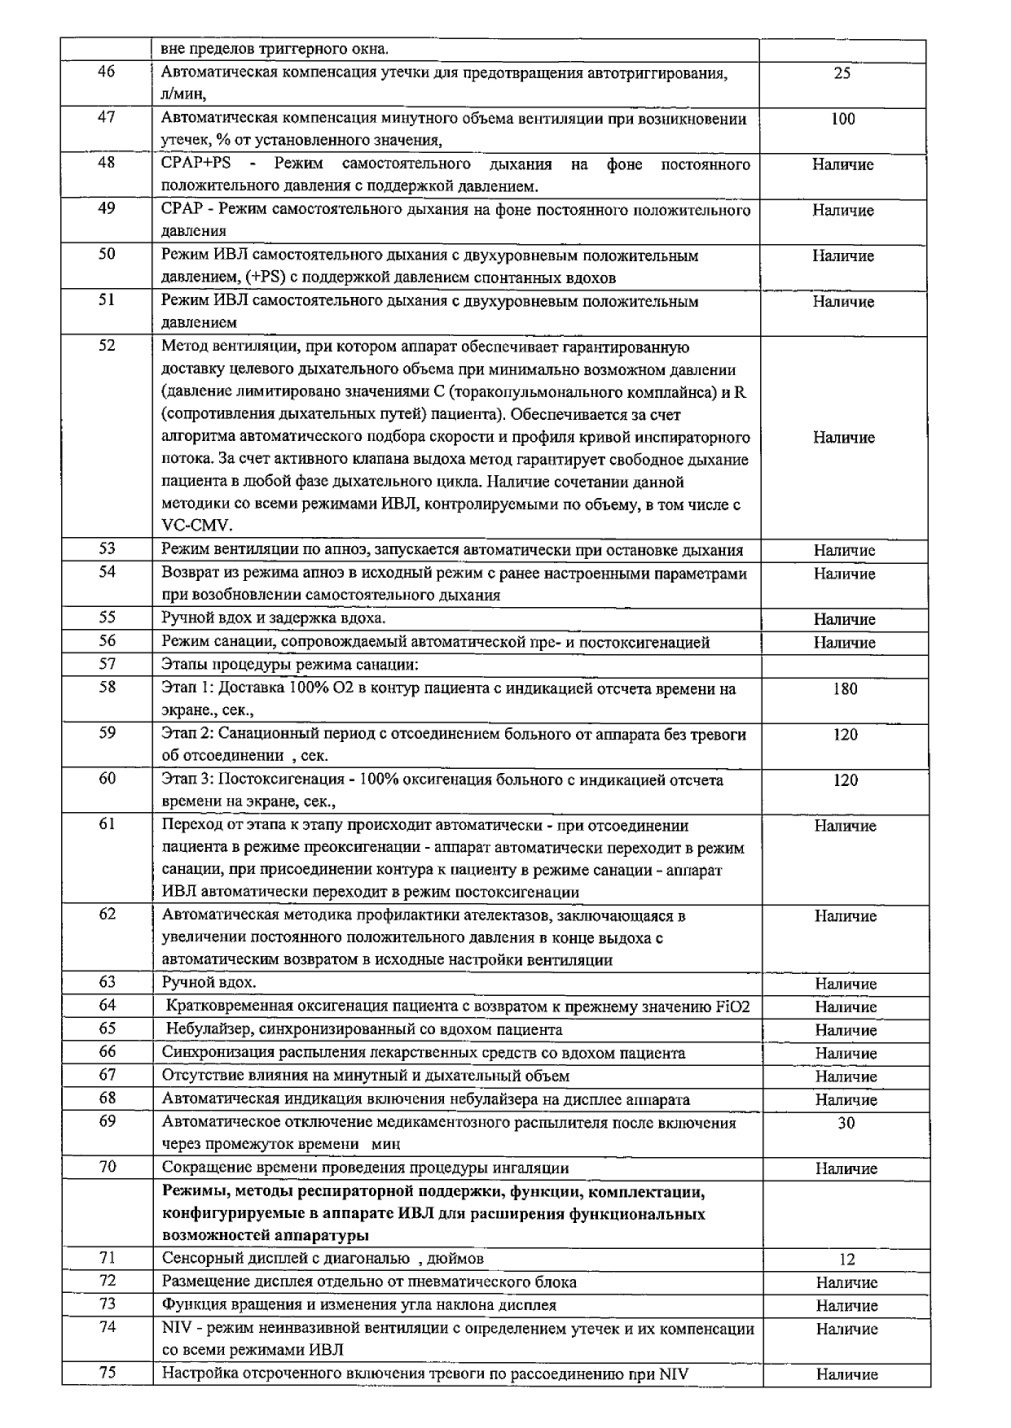 вне пределов триггерного окна.
46 Автоматическая компенсация утечки для предотвращения автотриггирования, 25
л/мин,
47 Автоматическая компенсация минутного объема вентиляции при возникновении 100
утечек, % от установленного значения,
48 CPAP+PS - Режим самостоятельного дыхания на фоне постоянного Наличие
положительного давления с поддержкой давлением.
49 CPAP - Режим самостоятельного дыхания на фоне постоянного положительного Наличие
давления
50 Режим ИВЛ самостоятельного дыхания с двухуровневым положительным Наличие
давлением, (+PS) с поддержкой давлением спонтанных вдохов
51 Режим ИВЛ самостоятельного дыхания с двухуровневым положительным Наличие
давлением
52 Метод вентиляции, при котором аппарат обеспечивает гарантированную
доставку целевого дыхательного объема при минимально возможном давлении
(давление лимитировано значениями С (торакопульмонального комплайнса) и R
(сопротивления дыхательных путей) пациента). Обеспечивается за счет
алгоритма автоматического подбора скорости и профиля кривой инспираторного Наличие
потока. За счет активного клапана выдоха метод гарантирует свободное дыхание
пациента в любой фазе дыхательного цикла. Наличие сочетании данной
методики со всеми режимами ИВЛ, контролируемыми по объему, в том числе с
VC-CMV.
53 Режим вентиляции по апноэ, запускается автоматически при остановке дыхания Наличие
54 Возврат из режима апноэ в исходный режим с ранее настроенными параметрами Наличие
при возобновлении самостоятельного дыхания
55 Ручной вдох и задержка вдоха. Наличие
56 Режим санации, сопровождаемый автоматической пре- и постоксигенацией Наличие
57 Этапы процедуры режима санации:
58 Этап 1: Доставка 100% О2 в контур пациента с индикацией отсчета времени на 180
экране., сек.,
59 Этап 2: Санационный период с отсоединением больного от аппарата без тревоги 120
об отсоединении , сек.
60 Этап 3: Постоксигенация - 100% оксигенация больного с индикацией отсчета 120
времени на экране, сек.,
61 Переход от этапа к этапу происходит автоматически - при отсоединении Наличие
пациента в режиме преоксигенации - аппарат автоматически переходит в режим
санации, при присоединении контура к пациенту в режиме санации - аппарат
ИВЛ автоматически переходит в режим постоксигенации
62 Автоматическая методика профилактики ателектазов, заключающаяся в Наличие
увеличении постоянного положительного давления в конце выдоха с
автоматическим возвратом в исходные настройки вентиляции
63 Ручной вдох. Наличие
64 Кратковременная оксигенация пациента с возвратом к прежнему значению FiO2 Наличие
65 Небулайзер, синхронизированный со вдохом пациента Наличие
66 Синхронизация распыления лекарственных средств со вдохом пациента Наличие
67 Отсутствие влияния на минутный и дыхательный объем Наличие
68 Автоматическая индикация включения небулайзера на дисплее аппарата Наличие
69 Автоматическое отключение медикаментозного распылителя после включения 30
через промежуток времени мин
70 Сокращение времени проведения процедуры ингаляции Наличие
Режимы, методы респираторной поддержки, функции, комплектации,
конфигурируемые в аппарате ИВЛ для расширения функциональных
возможностей аппаратуры
71 Сенсорный дисплей с диагональю , дюймов 12
72 Размещение дисплея отдельно от пневматического блока Наличие
73 Функция вращения и изменения угла наклона дисплея Наличие
74 NIV - режим неинвазивной вентиляции с определением утечек и их компенсации Наличие
со всеми режимами ИВЛ
75 Настройка отсроченного включения тревоги по рассоединению при NIV Наличие